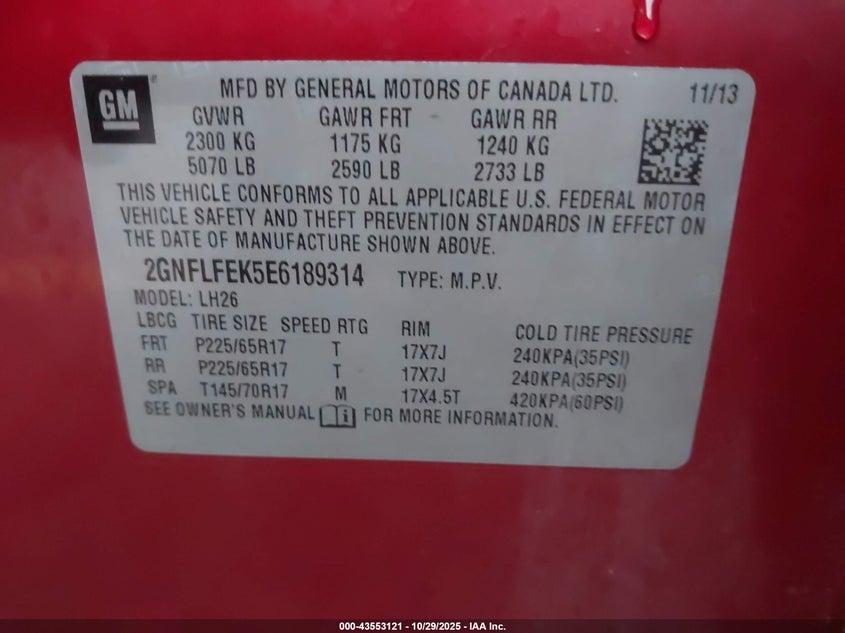 GM
®
MFD BY GENERAL MOTORS OF CANADA LTD. 11/13
GVWR GAWR FRT GAWR RR
2300 KG 1175 KG 1240 KG
5070 LB 2590 LB 2733 LB
THIS VEHICLE CONFORMS TO ALL APPLICABLE U.S. FEDERAL MOTOR
VEHICLE SAFETY AND THEFT PREVENTION STANDARDS IN EFFECT ON
THE DATE OF MANUFACTURE SHOWN ABOVE.
2GNFLFEK5E6189314 TYPE: M.P.V.
MODEL: LH26
LBCG TIRE SIZE SPEED RTG RIM COLD TIRE PRESSURE
FRT P225/65R17 T 17X7J 240KPA(35PSI)
RR P225/65R17 T 17X7J 240KPA(35PSI)
SPA T145/70R17 M 17X4.5T 420KPA(60PSI)
SEE OWNER'S MANUAL i FOR MORE INFORMATION.
000-43553121 - 10/29/2025 - IAA Inc.